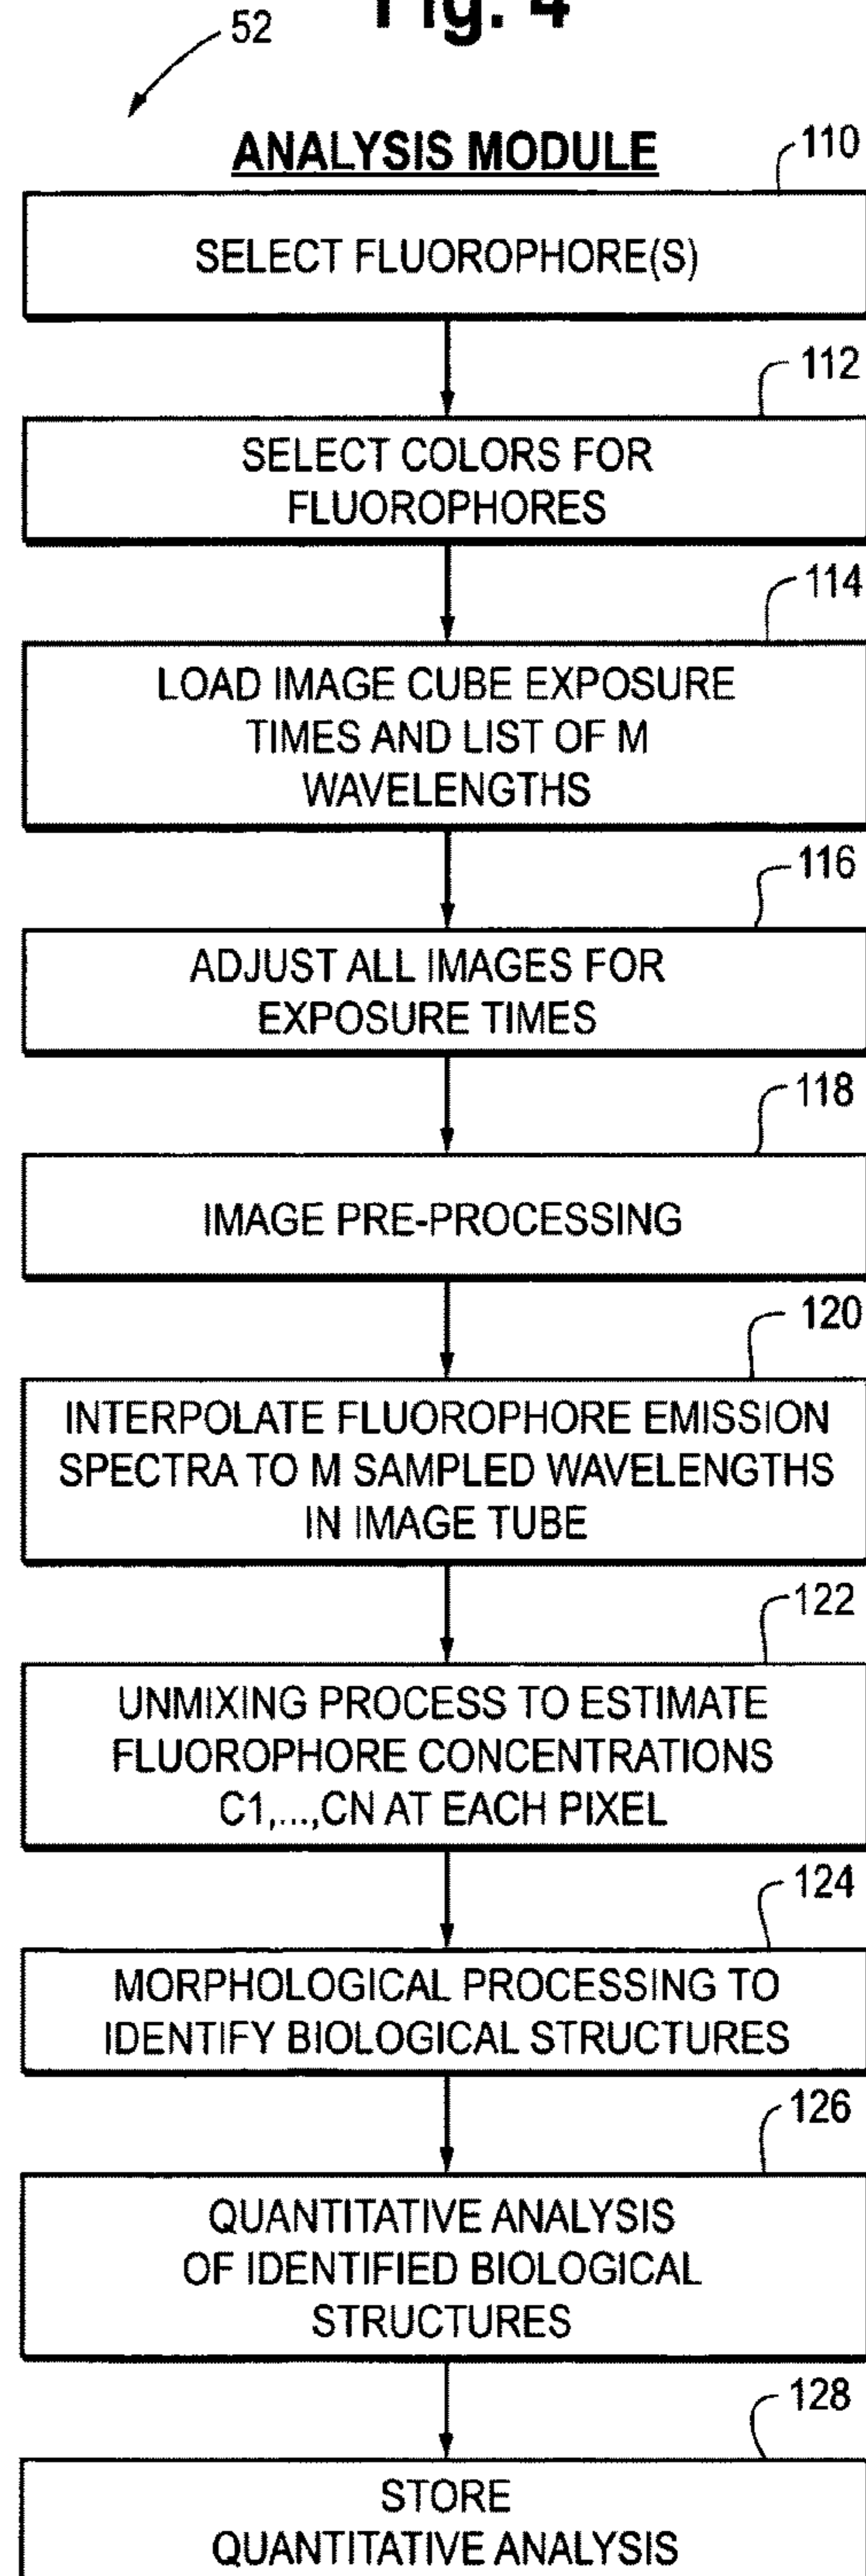 Fig. 4
52
ANALYSIS MODULE
110
SELECT FLUOROPHORE(S)
112
SELECT COLORS FOR
FLUOROPHORES
114
LOAD IMAGE CUBE EXPOSURE
TIMES AND LIST OF M
WAVELENGTHS
116
ADJUST ALL IMAGES FOR
EXPOSURE TIMES
118
IMAGE PRE-PROCESSING
120
INTERPOLATE FLUOROPHORE EMISSION
SPECTRA TO M SAMPLED WAVELENGTHS
IN IMAGE TUBE
122
UNMIXING PROCESS TO ESTIMATE
FLUOROPHORE CONCENTRATIONS
C1,...,CN AT EACH PIXEL
124
MORPHOLOGICAL PROCESSING TO
IDENTIFY BIOLOGICAL STRUCTURES
126
QUANTITATIVE ANALYSIS
OF IDENTIFIED BIOLOGICAL
STRUCTURES
128
STORE
QUANTITATIVE ANALYSIS